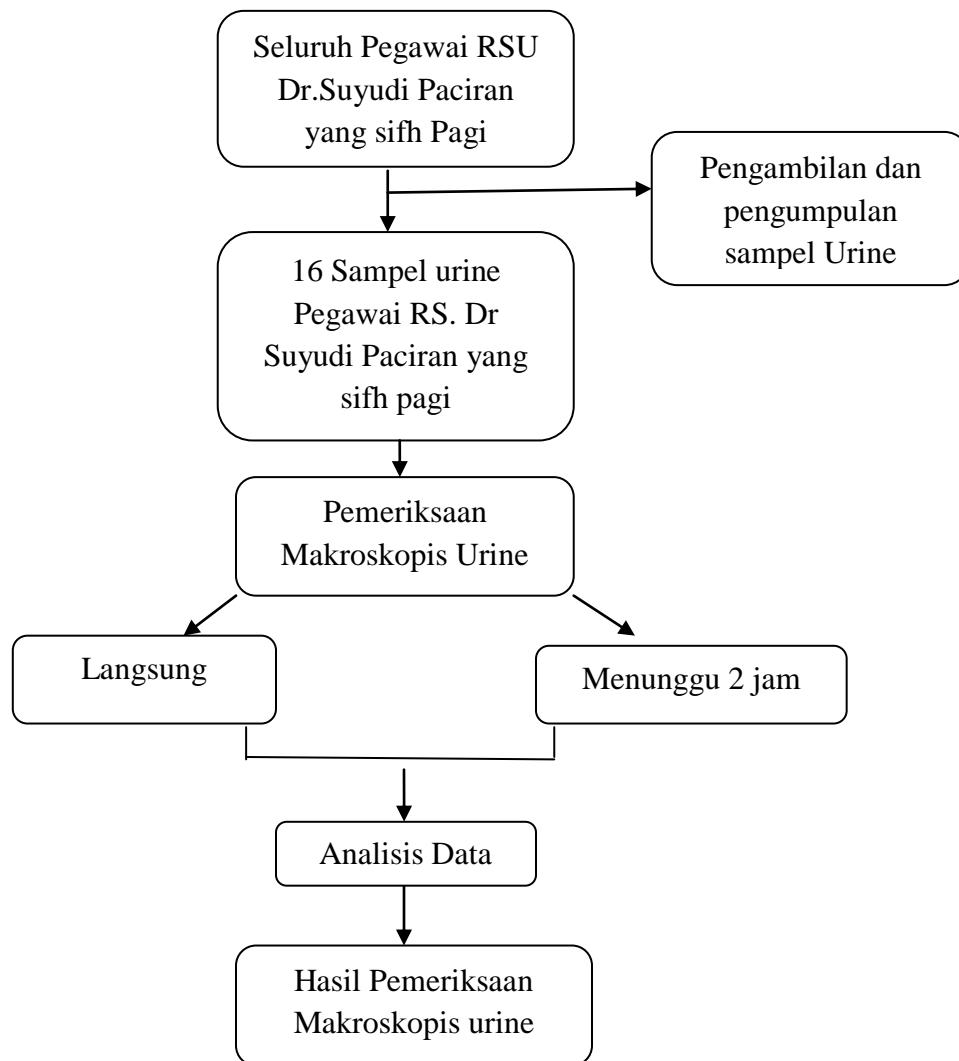 Seluruh Pegawai RSU
Dr.Suyudi Paciran
yang sifh Pagi
Pengambilan dan
pengumpulan
sampel Urine
16 Sampel urine
Pegawai RS. Dr
Suyudi Paciran yang
sifh pagi
Pemeriksaan
Makroskopis Urine
Langsung
Menunggu 2 jam
Analisis Data
Hasil Pemeriksaan
Makroskopis urine